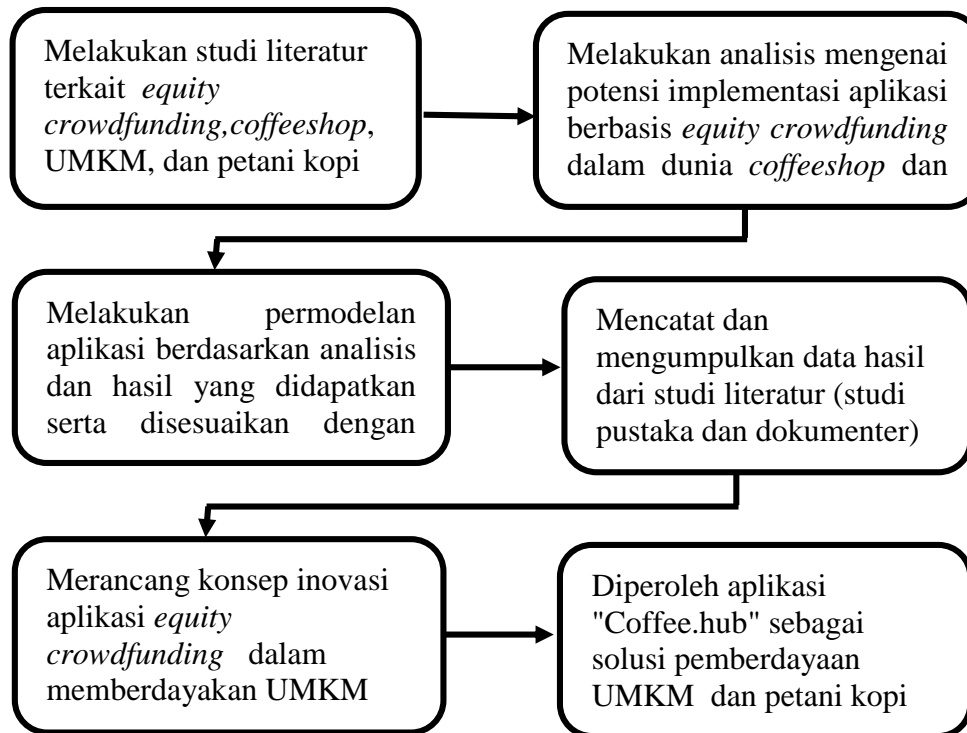 Melakukan studi literatur
terkait equity
crowdfunding,coffeeshop,
UMKM, dan petani kopi
Melakukan analisis mengenai
potensi implementasi aplikasi
berbasis equity crowdfunding
dalam dunia coffeeshop dan
Melakukan permodelan
aplikasi berdasarkan analisis
dan hasil yang didapatkan
serta disesuaikan dengan
Mencatat dan
mengumpulkan data hasil
dari studi literatur (studi
pustaka dan dokumenter)
Merancang konsep inovasi
aplikasi equity
crowdfunding dalam
memberdayakan UMKM
Diperoleh aplikasi
"Coffee.hub" sebagai
solusi pemberdayaan
UMKM dan petani kopi